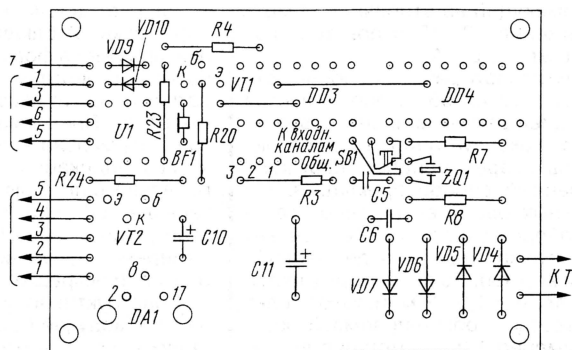 VD9 VD10 R4
7 б
1 К Э VT1 DD3 DD4
3
6 U1 R23 BF1 R20 К входн. каналам
5 Общ. SB1 R7
R24 3 2 1 R3 C5 ZQ1
5 Э б
4 К C6 R8
3 VT2 C10
2 C11 VD7 VD6 VD5 VD4
1 8 КТ
2 17
DA1